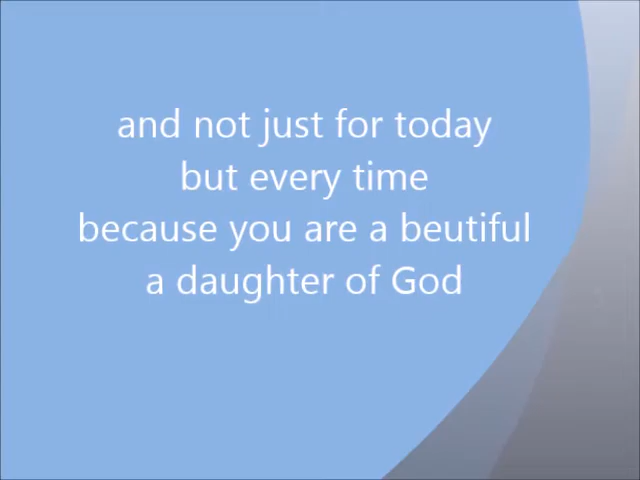 and not just for today
but every time
because you are a beutiful
a daughter of God